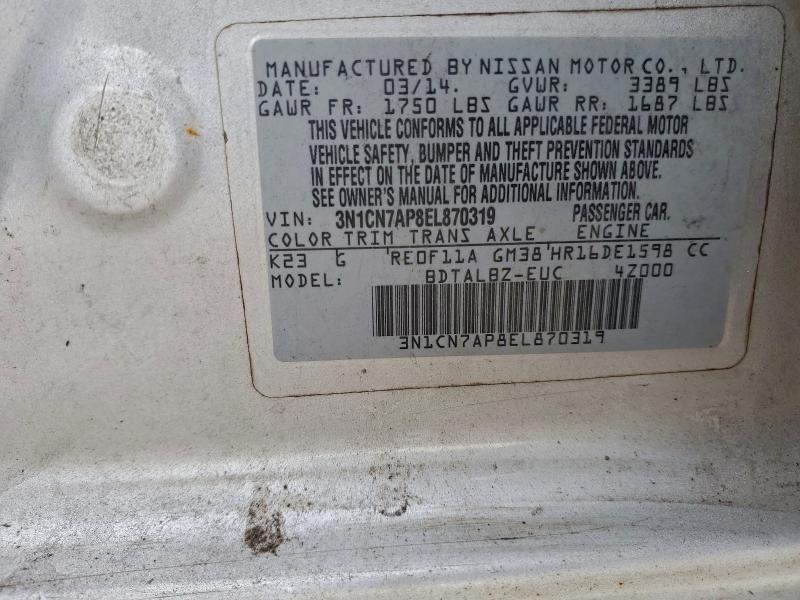 MANUFACTURED BY NISSAN MOTOR CO., LTD.
DATE: 03/14. GVWR: 3389 LBS
GAWR FR: 1750 LBS GAWR RR: 1687 LBS
THIS VEHICLE CONFORMS TO ALL APPLICABLE FEDERAL MOTOR
VEHICLE SAFETY, BUMPER AND THEFT PREVENTION STANDARDS
IN EFFECT ON THE DATE OF MANUFACTURE SHOWN ABOVE.
SEE OWNER'S MANUAL FOR ADDITIONAL INFORMATION.
VIN: 3N1CN7AP8EL870319 PASSENGER CAR.
COLOR TRIM TRANS AXLE ENGINE
K23 G RE0F11A GM38 HR16DE1598 CC
MODEL: BDTALBZ-EUC 4Z000
3N1CN7AP8EL870319